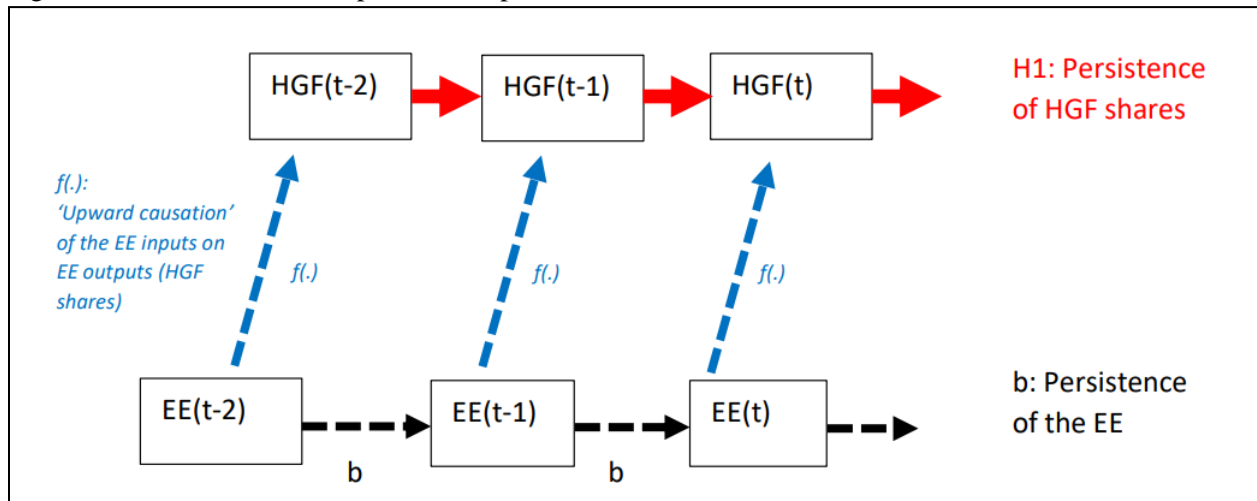 HGF(t-2)
HGF(t-1)
HGF(t)
H1: Persistence
of HGF shares
f(.):
‘Upward causation’
of the EE inputs on
EE outputs (HGF
shares)
f(.)
f(.)
f(.)
EE(t-2)
EE(t-1)
EE(t)
b: Persistence
of the EE
b
b